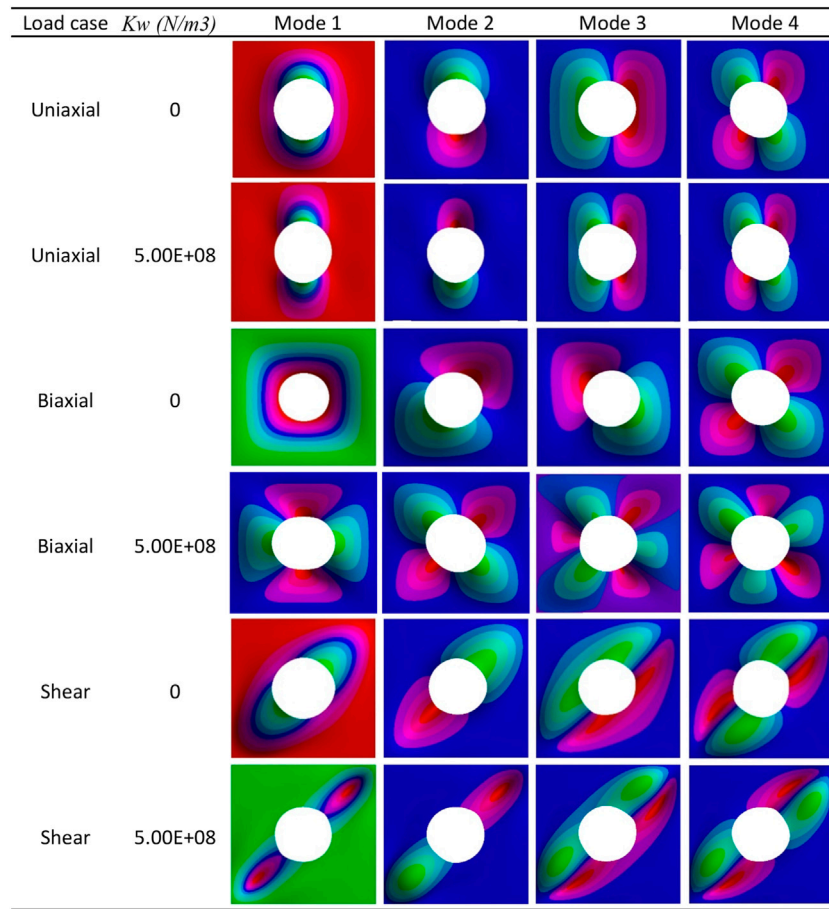 Load case Kw (N/m3) Mode 1 Mode 2 Mode 3 Mode 4
Uniaxial 0
Uniaxial 5.00E+08
Biaxial 0
Biaxial 5.00E+08
Shear 0
Shear 5.00E+08